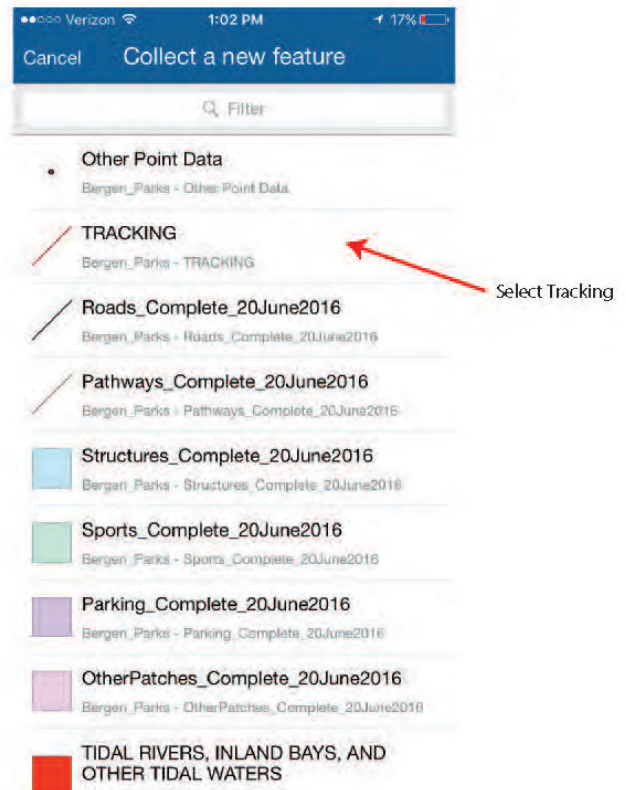 Verizon 1:02 PM 17%
Cancel Collect a new feature
Filter
Other Point Data
Bergen_Parks - Other Point Data
TRACKING
Bergen_Parks - TRACKING
Select Tracking
Roads_Complete_20June2016
Bergen_Parks - Roads_Complete_20June2016
Pathways_Complete_20June2016
Bergen_Parks - Pathways_Complete_20June2016
Structures_Complete_20June2016
Bergen_Parks - Structures_Complete_20June2016
Sports_Complete_20June2016
Bergen_Parks - Sports_Complete_20June2016
Parking_Complete_20June2016
Bergen_Parks - Parking_Complete_20June2016
OtherPatches_Complete_20June2016
Bergen_Parks - OtherPatches_Complete_20June2016
TIDAL RIVERS, INLAND BAYS, AND
OTHER TIDAL WATERS